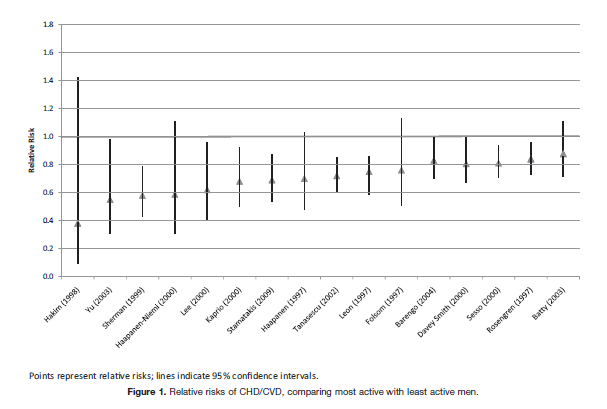 1.8
1.6
1.4
1.2
1.0
0.8
0.6
0.4
0.2
0.0
Relative Risk
Hakim (1998)
Yu (2003)
Sherman (1999)
Haapanen-Niemi (2000)
Lee (2000)
Kaprio (2000)
Stamatakis (2009)
Haapanen (1997)
Tanasescu (2002)
Leon (1997)
Folsom (1997)
Barengo (2004)
Davey Smith (2000)
Sesso (2000)
Rosengren (1997)
Batty (2003)
Points represent relative risks; lines indicate 95% confidence intervals.
Figure 1. Relative risks of CHD/CVD, comparing most active with least active men.